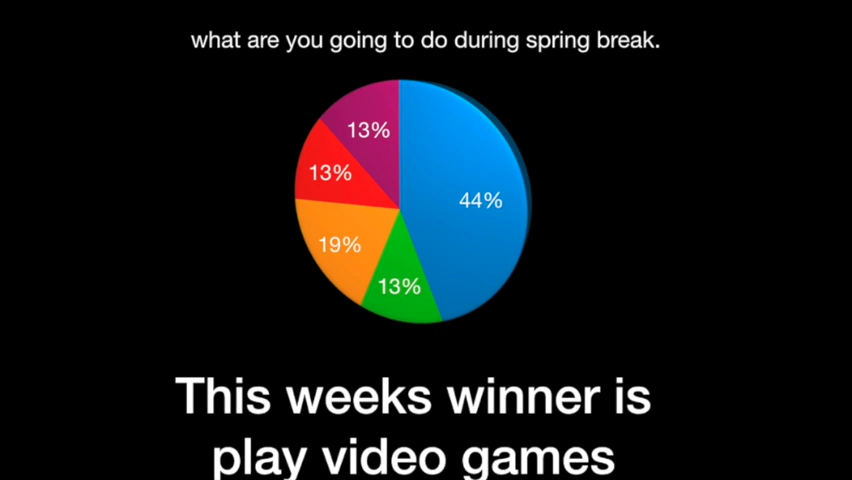 what are you going to do during spring break.
13%
44%
13%
19%
13%
This weeks winner is
play video games